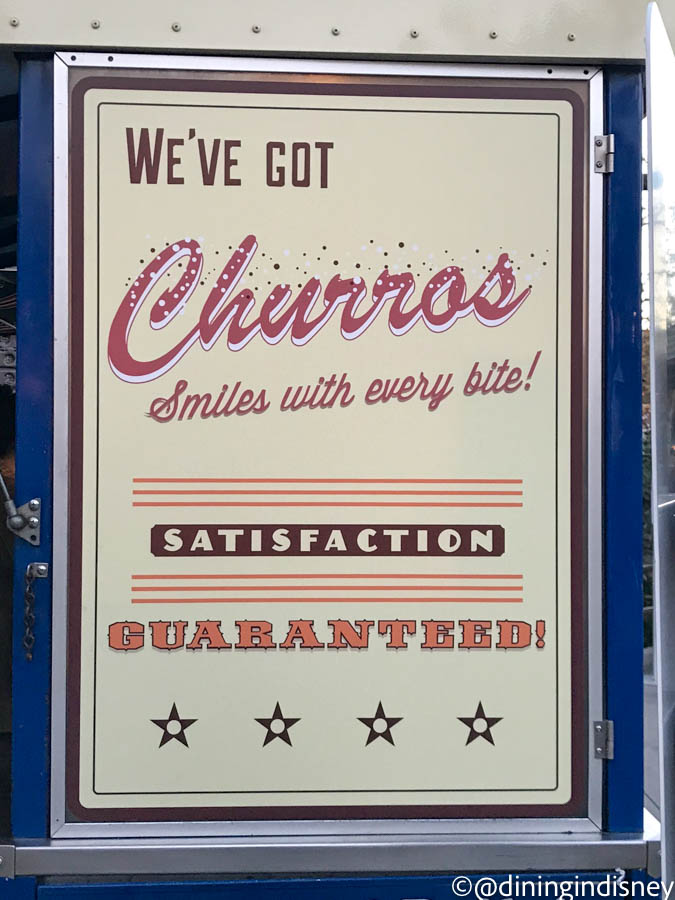 WE'VE GOT
Churros
Smiles with every bite!
SATISFACTION
GUARANTEED!
©@diningindisney